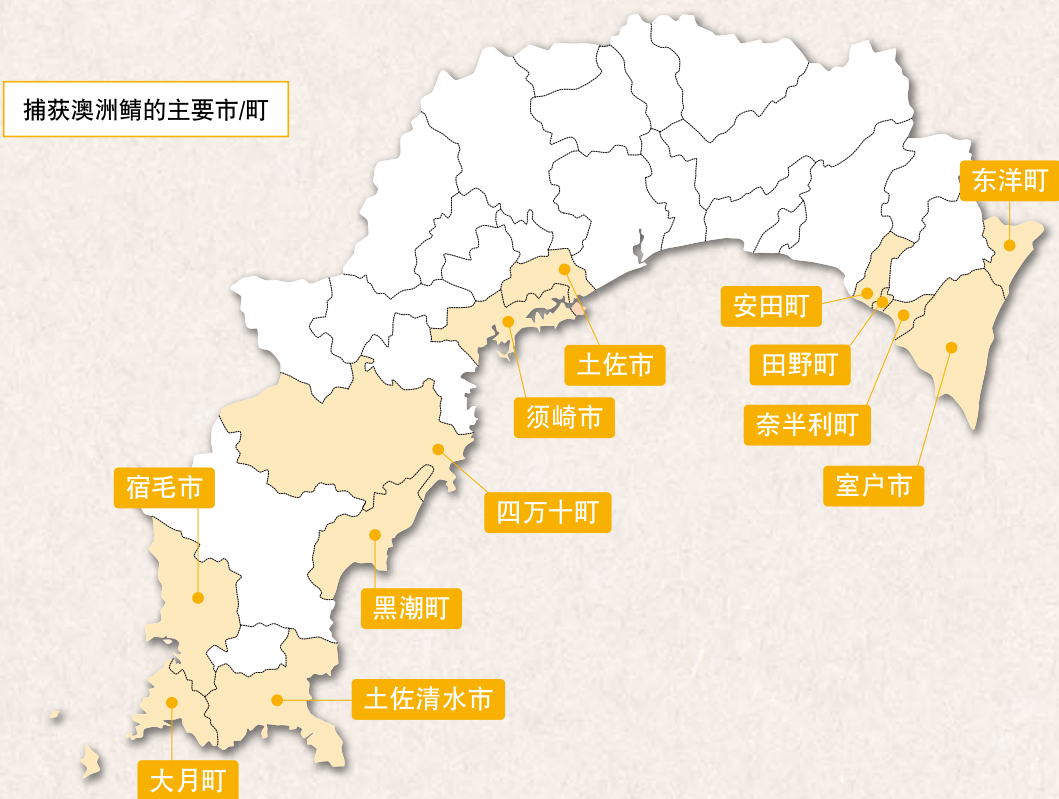 捕获澳洲鲭的主要市/町
东洋町
安田町
土佐市
田野町
须崎市
奈半利町
宿毛市
室户市
四万十町
黑潮町
土佐清水市
大月町